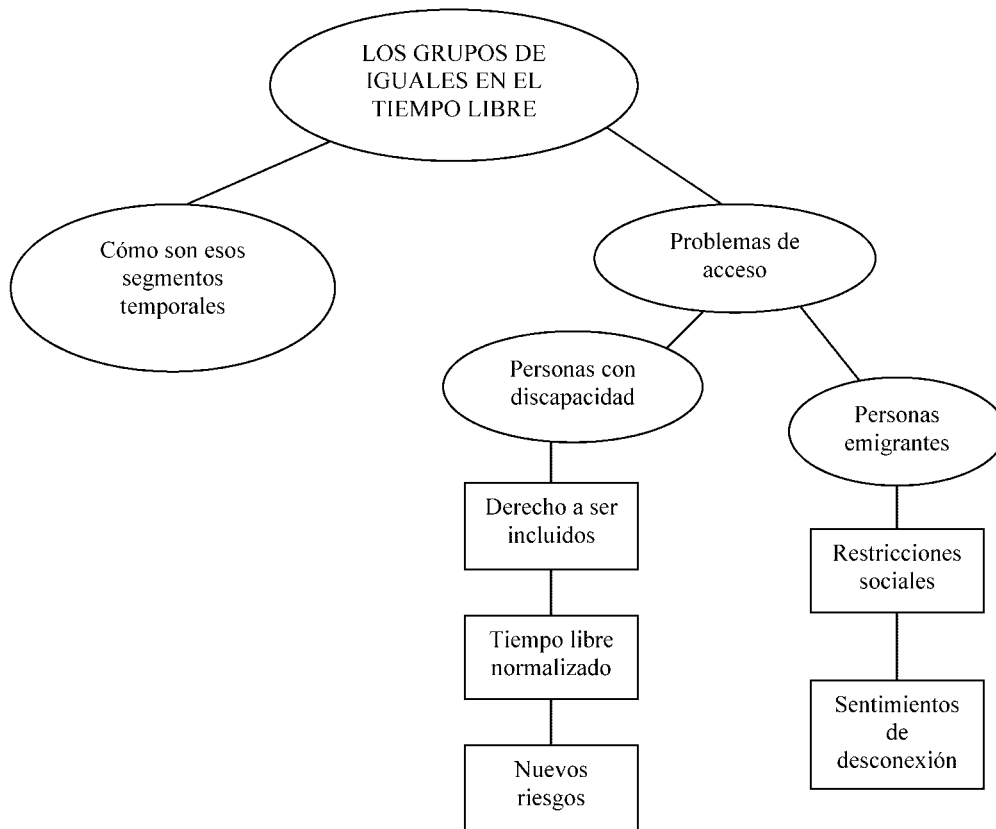 LOS GRUPOS DE
IGUALES EN EL
TIEMPO LIBRE
Cómo son esos
segmentos
temporales
Problemas de
acceso
Personas con
discapacidad
Personas
emigrantes
Derecho a ser
incluidos
Restricciones
sociales
Tiempo libre
normalizado
Sentimientos
de
desconexión
Nuevos
riesgos